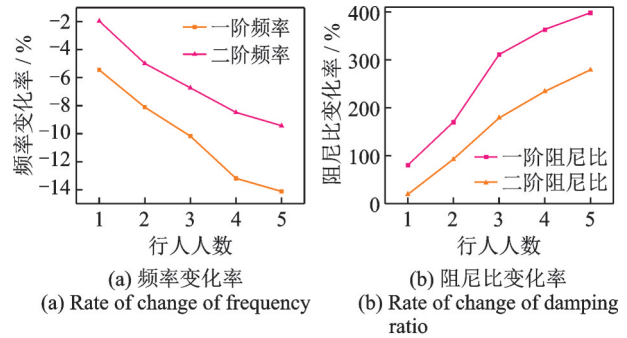 频率变化率 / %
−2
−4
−6
−8
−10
−12
−14
一阶频率
二阶频率
1 2 3 4 5
行人人数
(a) 频率变化率
(a) Rate of change of frequency
阻尼比变化率 / %
400
300
200
100
0
一阶阻尼比
二阶阻尼比
1 2 3 4 5
行人人数
(b) 阻尼比变化率
(b) Rate of change of damping
ratio